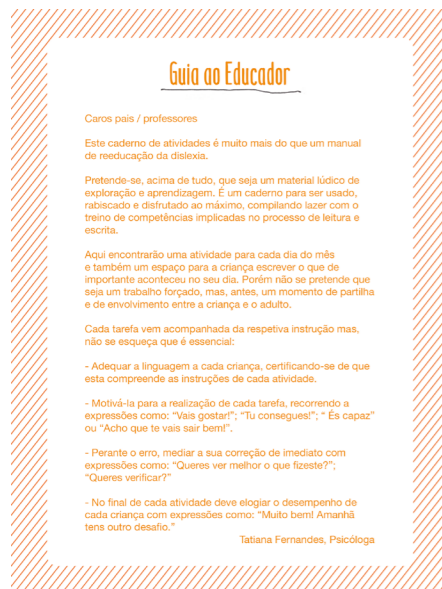 Guia ao Educador
Caros pais / professores
Este caderno de atividades é muito mais do que um manual
de reeducação da dislexia.
Pretende-se, acima de tudo, que seja um material lúdico de
exploração e aprendizagem. É um caderno para ser usado,
rabiscado e disfrutado ao máximo, compilando lazer com o
treino de competências implicadas no processo de leitura e
escrita.
Aqui encontrarão uma atividade para cada dia do mês
e também um espaço para a criança escrever o que de
importante aconteceu no seu dia. Porém não se pretende que
seja um trabalho forçado, mas, antes, um momento de partilha
e de envolvimento entre a criança e o adulto.
Cada tarefa vem acompanhada da respetiva instrução mas,
não se esqueça que é essencial:
- Adequar a linguagem a cada criança, certificando-se de que
esta compreende as instruções de cada atividade.
- Motivá-la para a realização de cada tarefa, recorrendo a
expressões como: “Vais gostar!”; “Tu consegues!”; “ És capaz”
ou “Acho que te vais sair bem!”.
- Perante o erro, mediar a sua correção de imediato com
expressões como: “Queres ver melhor o que fizeste?”;
“Queres verificar?”
- No final de cada atividade deve elogiar o desempenho de
cada criança com expressões como: “Muito bem! Amanhã
tens outro desafio.”
Tatiana Fernandes, Psicóloga